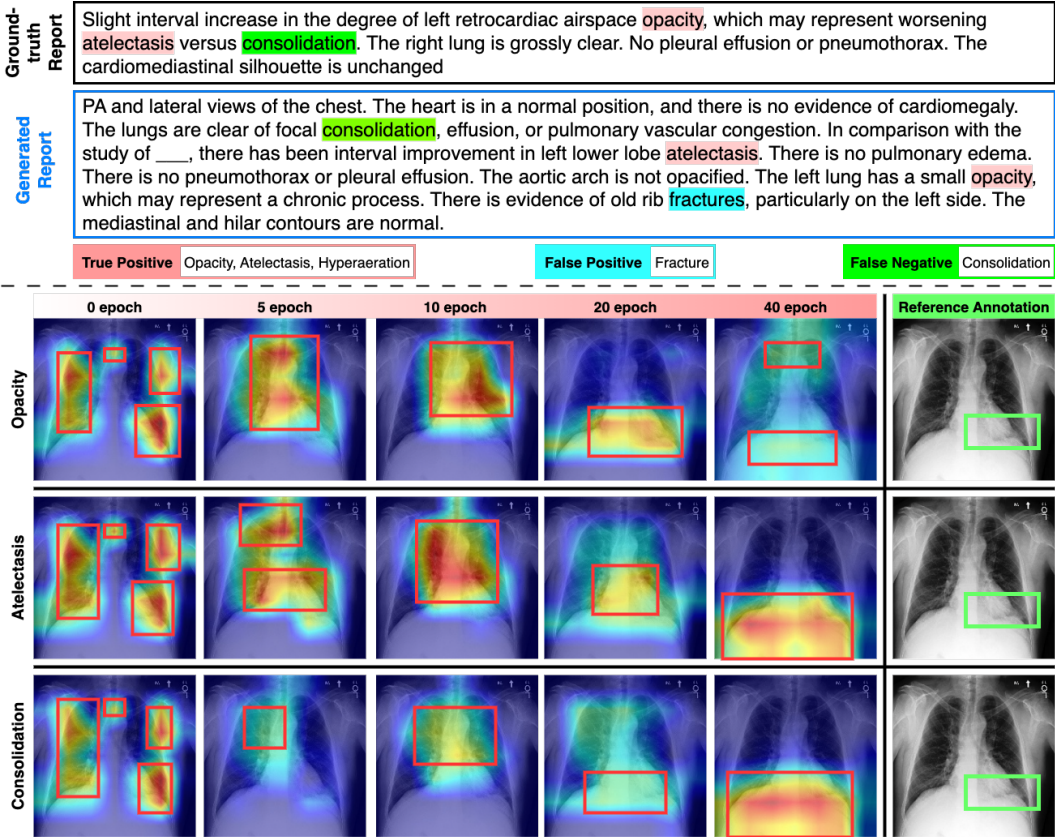 Ground-truth Report
Slight interval increase in the degree of left retrocardiac airspace opacity, which may represent worsening
atelectasis versus consolidation. The right lung is grossly clear. No pleural effusion or pneumothorax. The
cardiomediastinal silhouette is unchanged
Generated Report
PA and lateral views of the chest. The heart is in a normal position, and there is no evidence of cardiomegaly.
The lungs are clear of focal consolidation, effusion, or pulmonary vascular congestion. In comparison with the
study of ___, there has been interval improvement in left lower lobe atelectasis. There is no pulmonary edema.
There is no pneumothorax or pleural effusion. The aortic arch is not opacified. The left lung has a small opacity,
which may represent a chronic process. There is evidence of old rib fractures, particularly on the left side. The
mediastinal and hilar contours are normal.
True Positive Opacity, Atelectasis, Hyperaeration False Positive Fracture False Negative Consolidation
0 epoch 5 epoch 10 epoch 20 epoch 40 epoch Reference Annotation
Opacity
Atelectasis
Consolidation